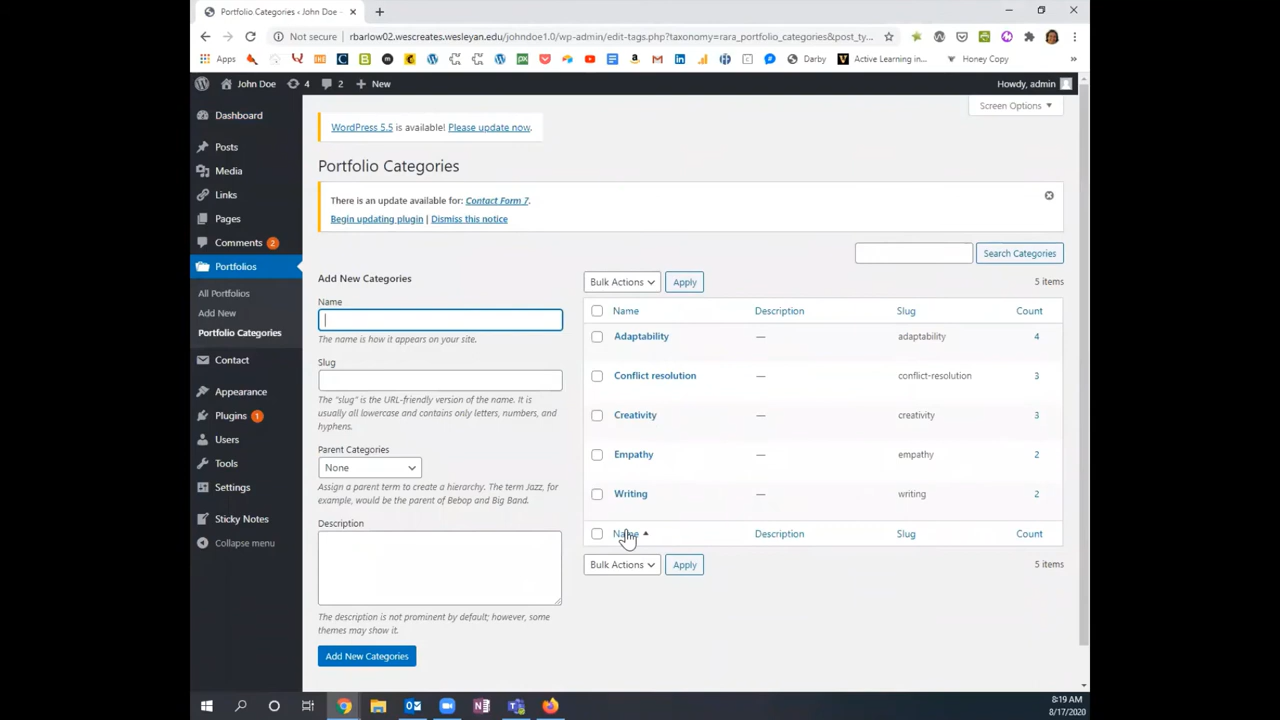 Portfolio Categories ‹ John Doe
Not secure | rbarlow02.wescreates.wesleyan.edu/johndoe1.0/wp-admin/edit-tags.php?taxonomy=rara_portfolio_categories&post_ty...
Apps
Darby
Active Learning in...
Honey Copy
»
John Doe
4
2
New
Howdy, admin
Screen Options
Dashboard
Posts
Media
Links
Pages
Comments 2
Portfolios
All Portfolios
Add New
Portfolio Categories
Contact
Appearance
Plugins 1
Users
Tools
Settings
Sticky Notes
Collapse menu
WordPress 5.5 is available! Please update now.
Portfolio Categories
There is an update available for: Contact Form 7.
Begin updating plugin | Dismiss this notice
Search Categories
Add New Categories
Name
The name is how it appears on your site.
Slug
The “slug” is the URL-friendly version of the name. It is
usually all lowercase and contains only letters, numbers, and
hyphens.
Parent Categories
None
Assign a parent term to create a hierarchy. The term Jazz, for
example, would be the parent of Bebop and Big Band.
Description
The description is not prominent by default; however, some
themes may show it.
Add New Categories
Bulk Actions Apply 5 items
Name Description Slug Count
Adaptability — adaptability 4
Conflict resolution — conflict-resolution 3
Creativity — creativity 3
Empathy — empathy 2
Writing — writing 2
Name Description Slug Count
Bulk Actions Apply 5 items
8:19 AM
8/17/2020